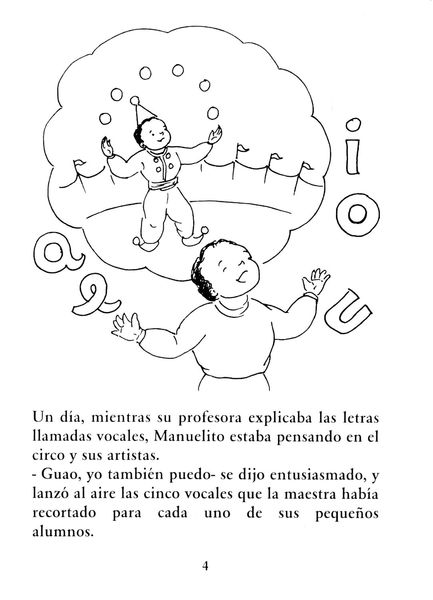 i
o
a
e
u
Un día, mientras su profesora explicaba las letras
llamadas vocales, Manuelito estaba pensando en el
circo y sus artistas.
- Guao, yo también puedo- se dijo entusiasmado, y
lanzó al aire las cinco vocales que la maestra había
recortado para cada uno de sus pequeños
alumnos.
4